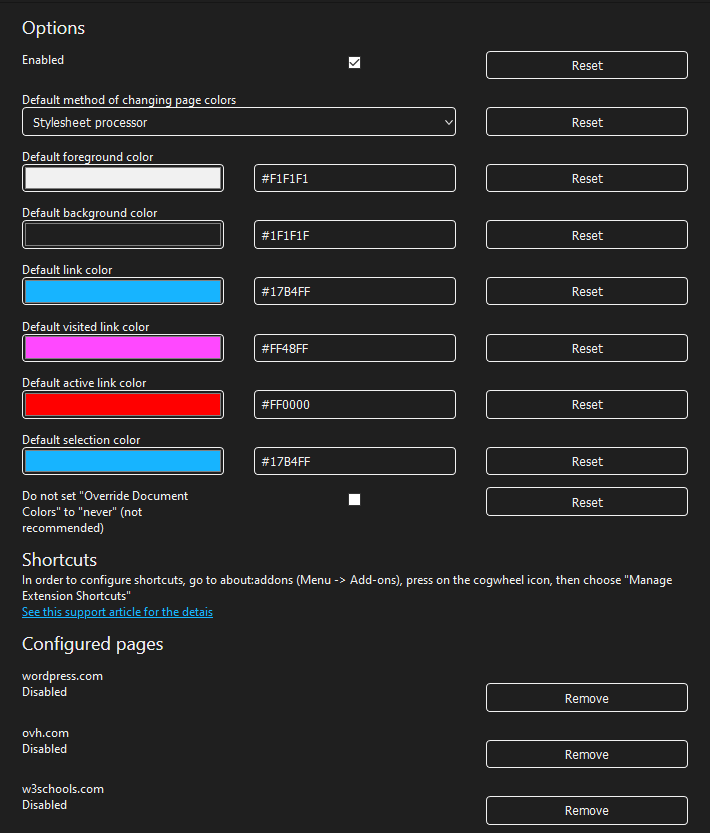 Options
Enabled
Reset
Default method of changing page colors
Stylesheet processor
Reset
Default foreground color
#F1F1F1
Reset
Default background color
#1F1F1F
Reset
Default link color
#17B4FF
Reset
Default visited link color
#FF48FF
Reset
Default active link color
#FF0000
Reset
Default selection color
#17B4FF
Reset
Do not set "Override Document
Colors" to "never" (not
recommended)
Reset
Shortcuts
In order to configure shortcuts, go to about:addons (Menu -> Add-ons), press on the cogwheel icon, then choose "Manage
Extension Shortcuts"
See this support article for the detais
Configured pages
wordpress.com
Disabled
Remove
ovh.com
Disabled
Remove
w3schools.com
Disabled
Remove